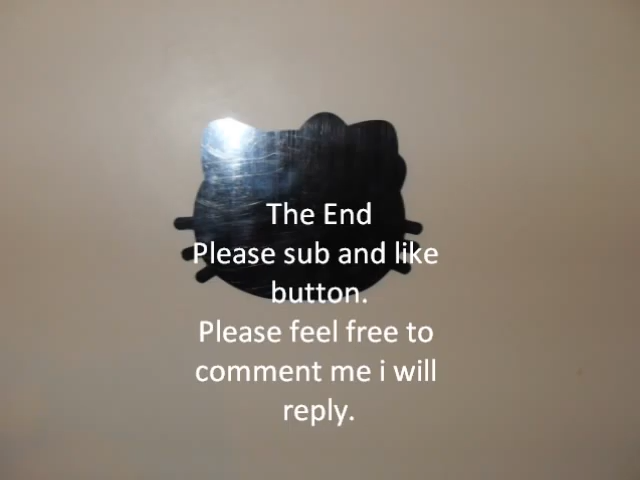 The End
Please sub and like
button.
Please feel free to
comment me i will
reply.